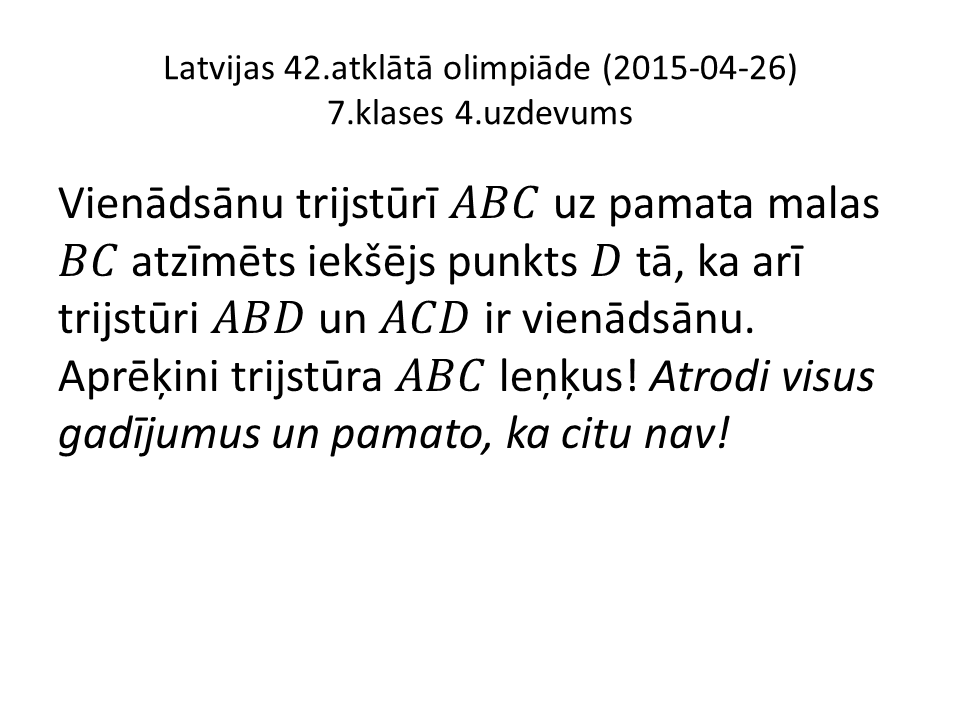 Latvijas 42.atklātā olimpiāde (2015-04-26)
7.klases 4.uzdevums
Vienādsānu trijstūrī 𝐴𝐵𝐶 uz pamata malas
𝐵𝐶 atzīmēts iekšējs punkts 𝐷 tā, ka arī
trijstūri 𝐴𝐵𝐷 un 𝐴𝐶𝐷 ir vienādsānu.
Aprēķini trijstūra 𝐴𝐵𝐶 leņķus! Atrodi visus
gadījumus un pamato, ka citu nav!